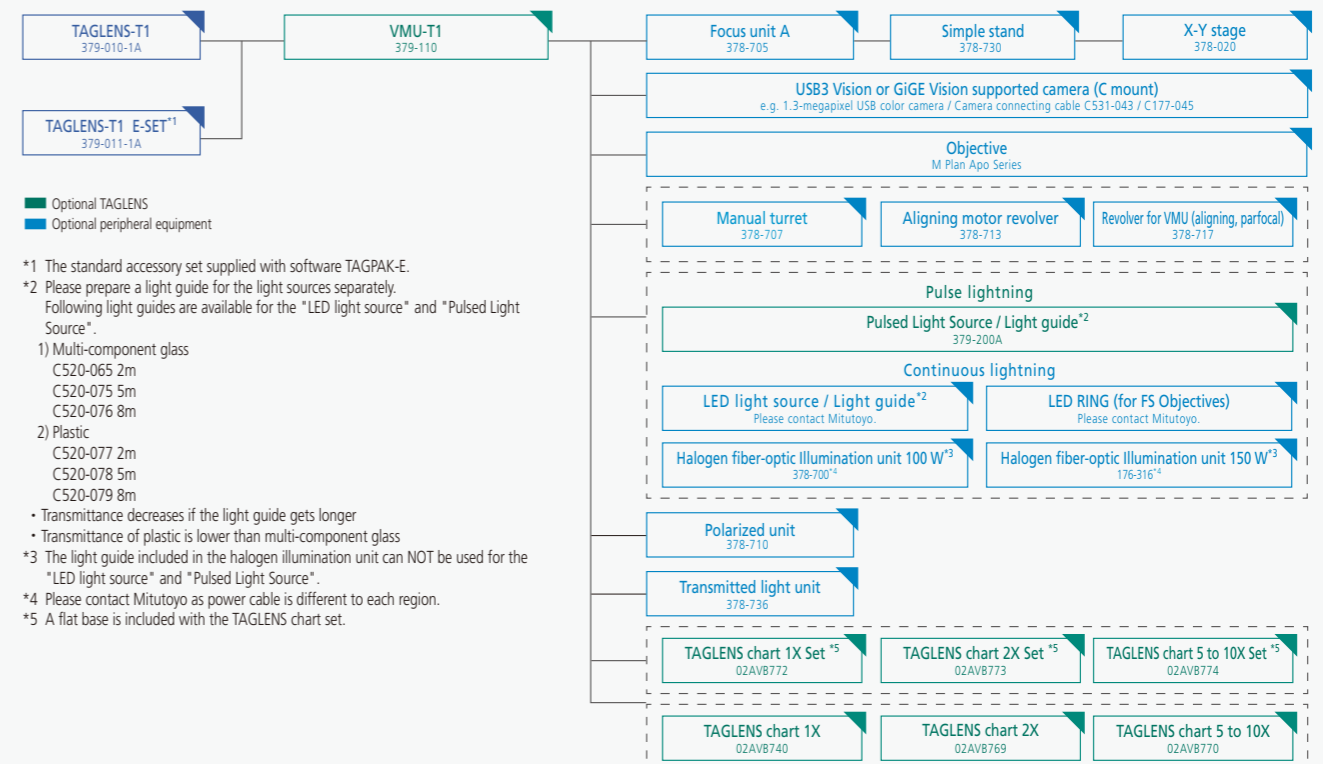 TAGLENS-T1
379-010-1A
VMU-T1
379-110
Focus unit A
378-705
Simple stand
378-730
X-Y stage
378-020
TAGLENS-T1 E-SET*1
379-011-1A
USB3 Vision or GiGE Vision supported camera (C mount)
e.g. 1.3-megapixel USB color camera / Camera connecting cable C531-043 / C177-045
Objective
M Plan Apo Series
Optional TAGLENS
Optional peripheral equipment
*1 The standard accessory set supplied with software TAGPAK-E.
*2 Please prepare a light guide for the light sources separately.
Following light guides are available for the "LED light source" and "Pulsed Light
Source".
1) Multi-component glass
C520-065 2m
C520-075 5m
C520-076 8m
2) Plastic
C520-077 2m
C520-078 5m
C520-079 8m
・Transmittance decreases if the light guide gets longer
・Transmittance of plastic is lower than multi-component glass
*3 The light guide included in the halogen illumination unit can NOT be used for the
"LED light source" and "Pulsed Light Source".
*4 Please contact Mitutoyo as power cable is different to each region.
*5 A flat base is included with the TAGLENS chart set.
Manual turret
378-707
Aligning motor revolver
378-713
Revolver for VMU (aligning, parfocal)
378-717
Pulse lightning
Pulsed Light Source / Light guide*2
379-200A
Continuous lightning
LED light source / Light guide*2
Please contact Mitutoyo.
LED RING (for FS Objectives)
Please contact Mitutoyo.
Halogen fiber-optic Illumination unit 100 W*3
378-700*4
Halogen fiber-optic Illumination unit 150 W*3
176-316*4
Polarized unit
378-710
Transmitted light unit
378-736
TAGLENS chart 1X Set *5
02AVB772
TAGLENS chart 2X Set *5
02AVB773
TAGLENS chart 5 to 10X Set *5
02AVB774
TAGLENS chart 1X
02AVB740
TAGLENS chart 2X
02AVB769
TAGLENS chart 5 to 10X
02AVB770